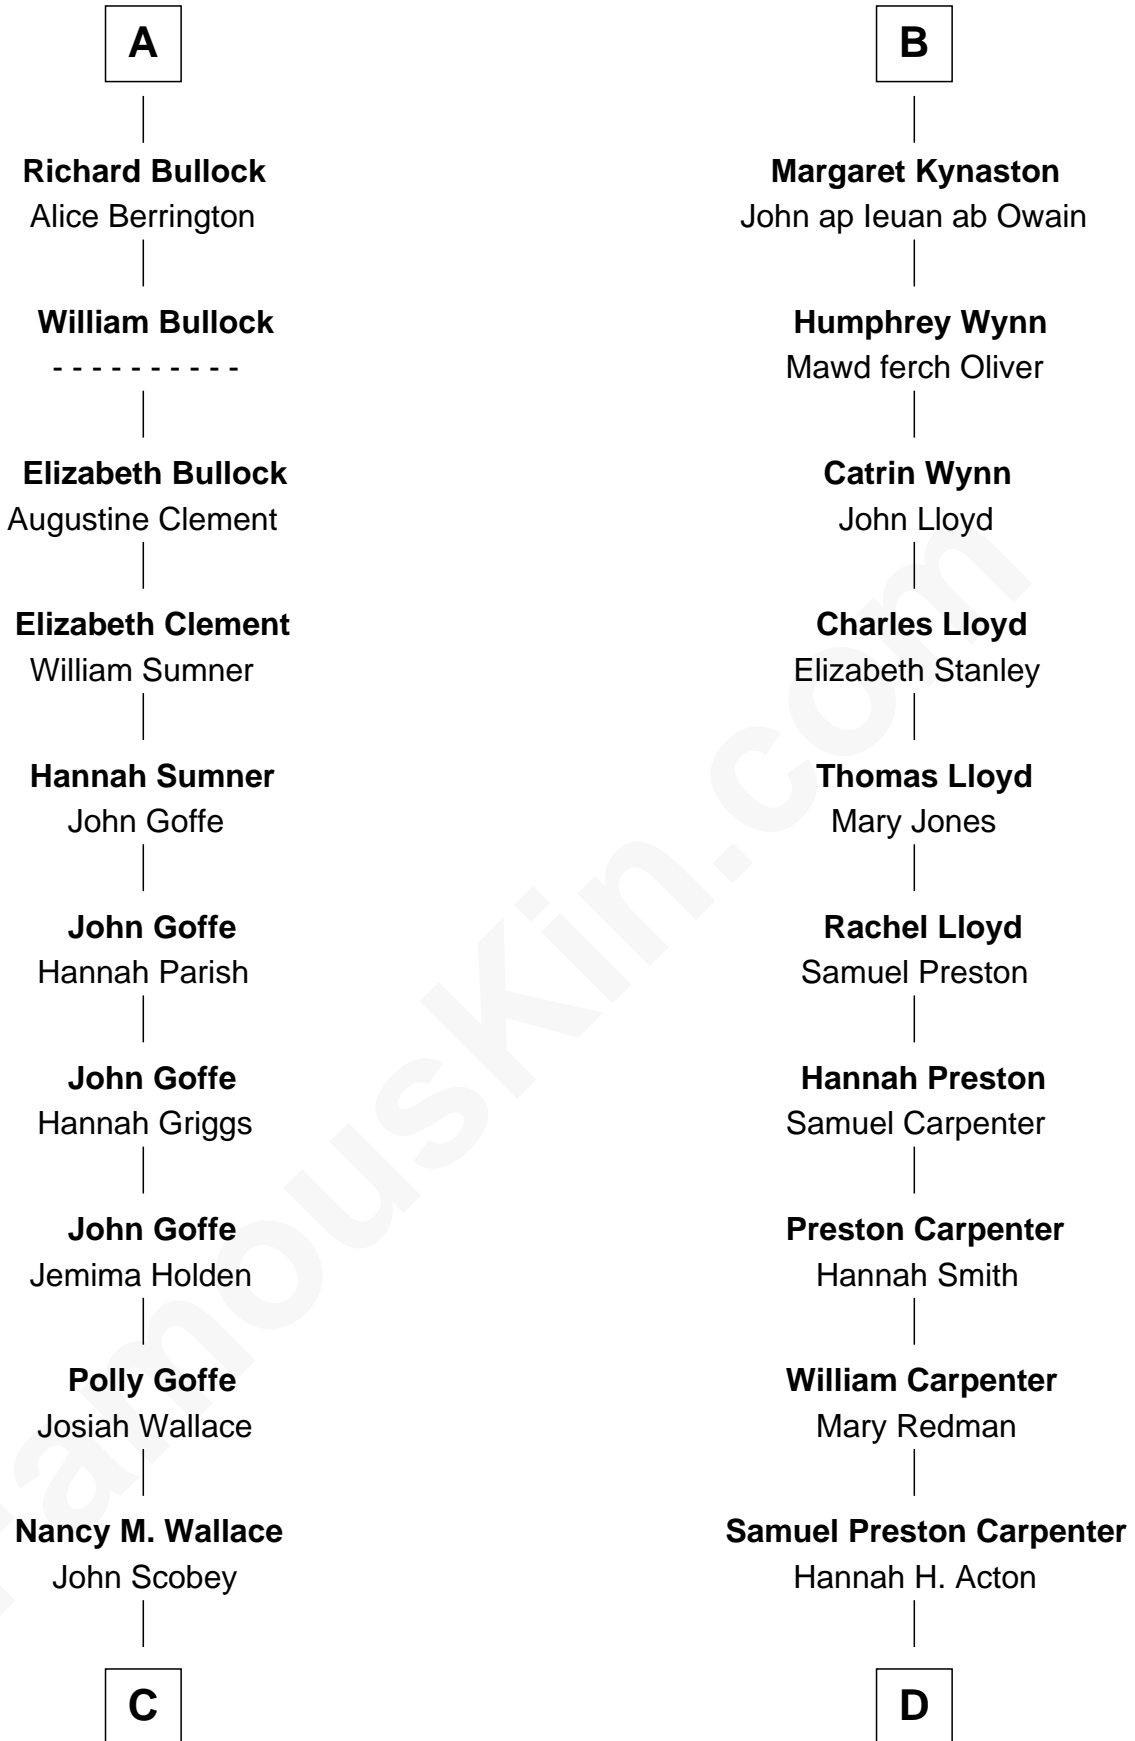 A
Richard Bullock
Alice Berrington
William Bullock
- - - - - - - - - -
Elizabeth Bullock
Augustine Clement
Elizabeth Clement
William Sumner
Hannah Sumner
John Goffe
John Goffe
Hannah Parish
John Goffe
Hannah Griggs
John Goffe
Jemima Holden
Polly Goffe
Josiah Wallace
Nancy M. Wallace
John Scobey
C
B
Margaret Kynaston
John ap Ieuan ab Owain
Humphrey Wynn
Mawd ferch Oliver
Catrin Wynn
John Lloyd
Charles Lloyd
Elizabeth Stanley
Thomas Lloyd
Mary Jones
Rachel Lloyd
Samuel Preston
Hannah Preston
Samuel Carpenter
Preston Carpenter
Hannah Smith
William Carpenter
Mary Redman
Samuel Preston Carpenter
Hannah H. Acton
D
FamousKin.com